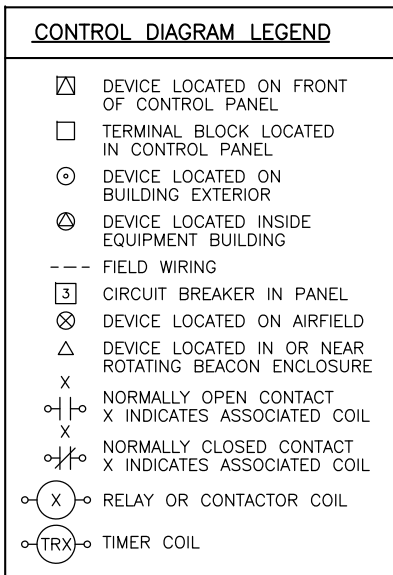 CONTROL DIAGRAM LEGEND
DEVICE LOCATED ON FRONT
OF CONTROL PANEL
TERMINAL BLOCK LOCATED
IN CONTROL PANEL
DEVICE LOCATED ON
BUILDING EXTERIOR
DEVICE LOCATED INSIDE
EQUIPMENT BUILDING
FIELD WIRING
3 CIRCUIT BREAKER IN PANEL
DEVICE LOCATED ON AIRFIELD
DEVICE LOCATED IN OR NEAR
ROTATING BEACON ENCLOSURE
X
NORMALLY OPEN CONTACT
X INDICATES ASSOCIATED COIL
X
NORMALLY CLOSED CONTACT
X INDICATES ASSOCIATED COIL
X RELAY OR CONTACTOR COIL
TRX TIMER COIL